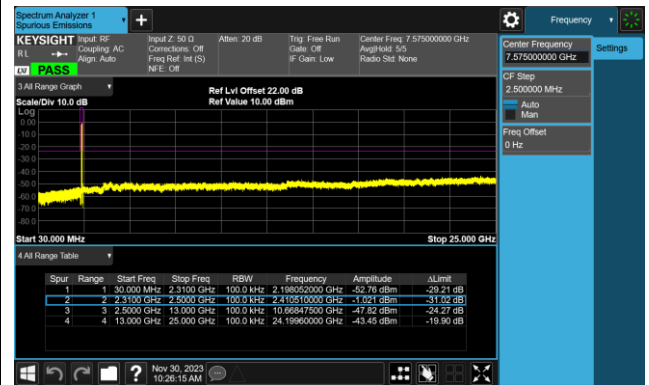 Spectrum Analyzer 1
Spurious Emissions
Frequency
KEYSIGHT Input: RF Input Z: 50 Ω Atten: 20 dB Trig: Free Run Center Freq: 7.575000000 GHz
RL Coupling: AC Corrections: Off Gate: Off Avg|Hold: 5/5
Align: Auto Freq Ref: Int (S) IF Gain: Low Radio Std: None
LXI PASS NFE: Off
Center Frequency
7.575000000 GHz
Settings
CF Step
2.500000 MHz
Auto
Man
Freq Offset
0 Hz
3 All Range Graph
Ref Lvl Offset 22.00 dB
Scale/Div 10.0 dB Ref Value 10.00 dBm
Log
0.00
-10.0
-20.0
-30.0
-40.0
-50.0
-60.0
-70.0
-80.0
Start 30.000 MHz Stop 25.000 GHz
4 All Range Table
Spur Range Start Freq Stop Freq RBW Frequency Amplitude ΔLimit
1 1 30.000 MHz 2.3100 GHz 100.0 kHz 2.198052000 GHz -52.76 dBm -29.21 dB
2 2 2.3100 GHz 2.5000 GHz 100.0 kHz 2.410510000 GHz -1.021 dBm -31.02 dB
3 3 2.5000 GHz 13.000 GHz 100.0 kHz 10.66847500 GHz -47.82 dBm -24.27 dB
4 4 13.000 GHz 25.000 GHz 100.0 kHz 24.19960000 GHz -43.45 dBm -19.90 dB
Nov 30, 2023
10:26:15 AM